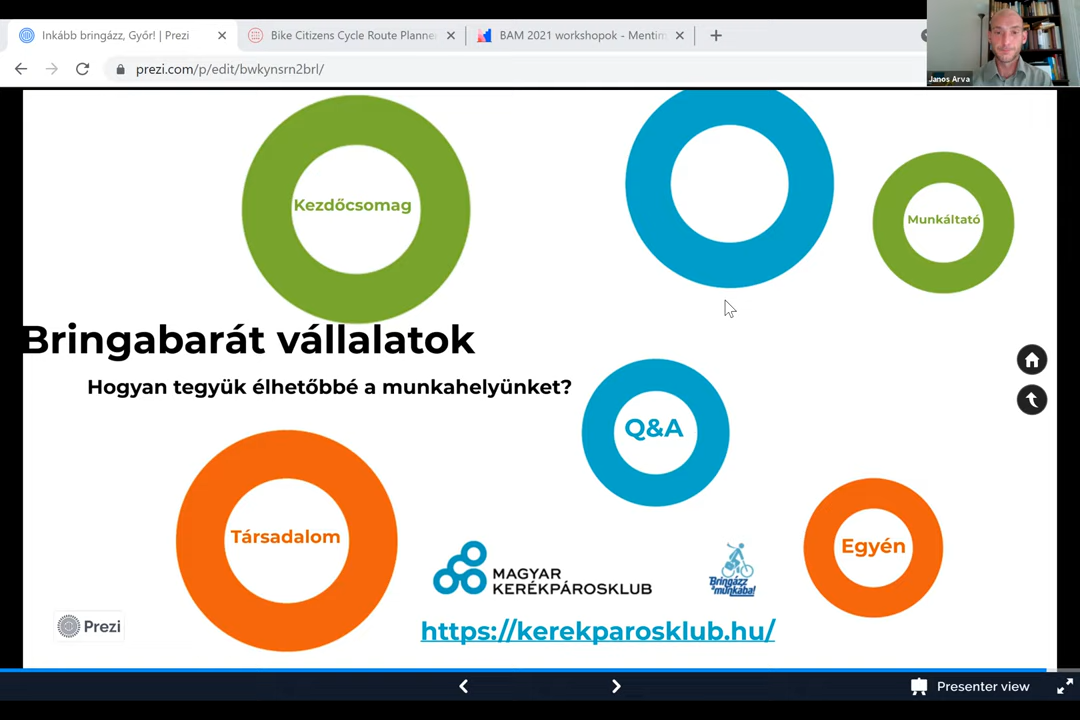 Inkább bringázz, Győr! | Prezi
Bike Citizens Cycle Route Planne
BAM 2021 workshopok - Mentim
prezi.com/p/edit/bwkynsrn2brl/
Janos Arva
Kezdőcsomag
Munkáltató
Bringabarát vállalatok
Hogyan tegyük élhetőbbé a munkahelyünket?
Q&A
Társadalom
Egyén
MAGYAR
KERÉKPÁROSKLUB
Bringázz
a munkába!
Prezi
https://kerekparosklub.hu/
Presenter view